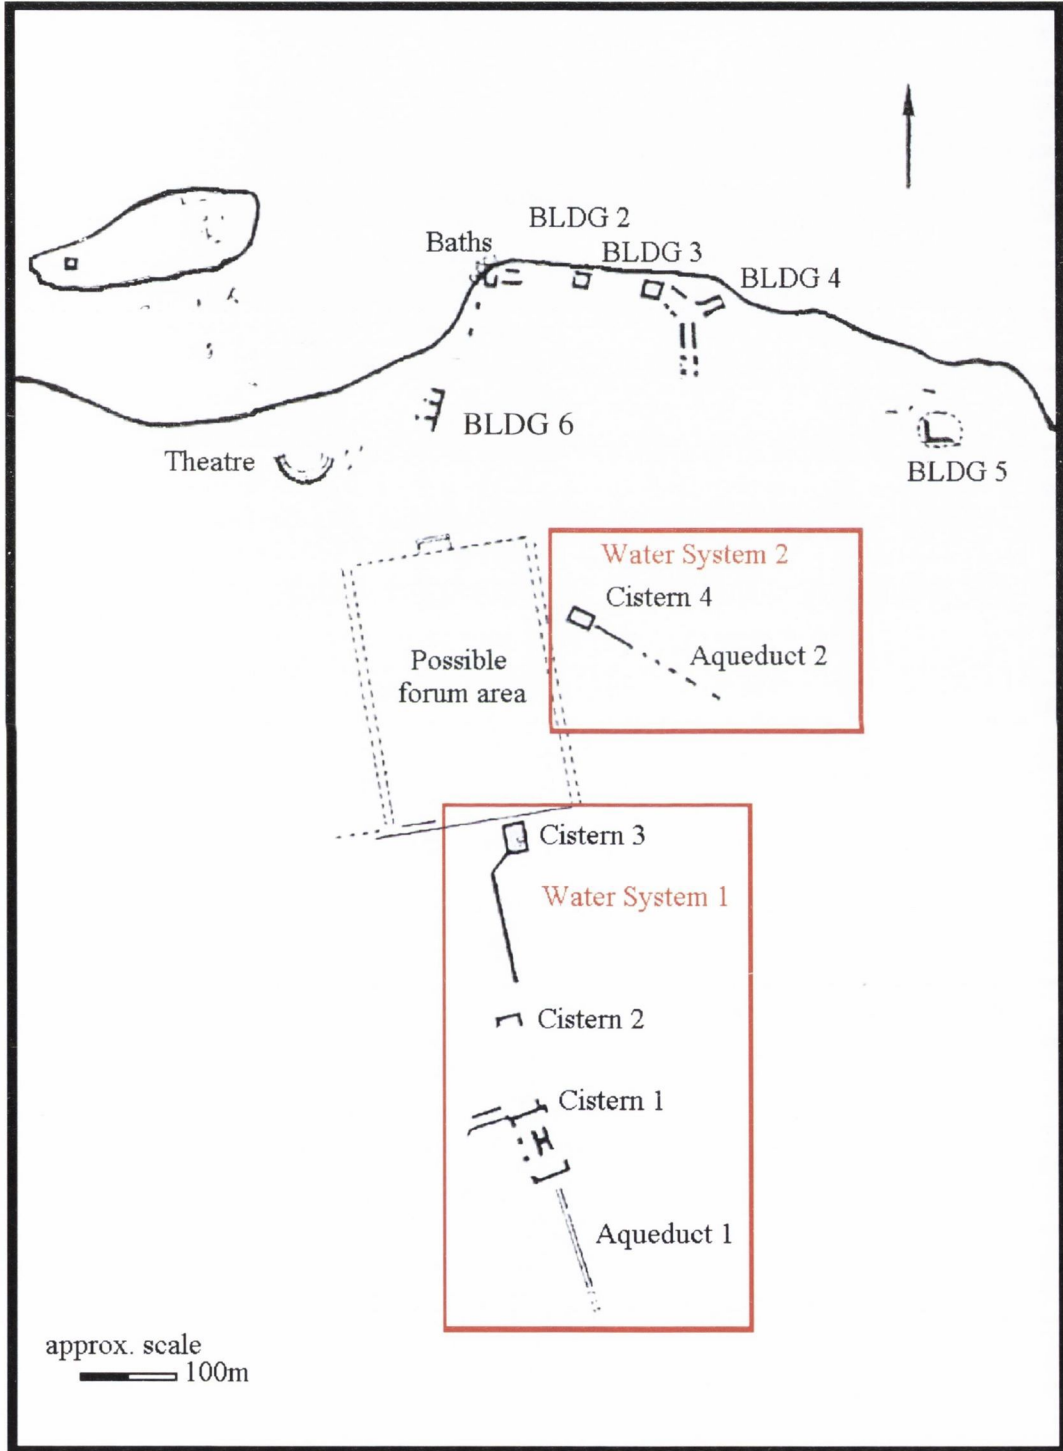 BLDG 2
Baths
BLDG 3
BLDG 4
BLDG 6
Theatre
BLDG 5
Water System 2
Cistern 4
Aqueduct 2
Possible
forum area
Cistern 3
Water System 1
Cistern 2
Cistern 1
Aqueduct 1
approx. scale
100m